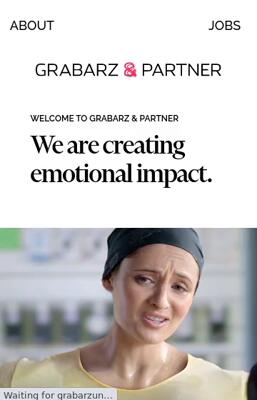 ABOUT JOBS
GRABARZ & PARTNER
WELCOME TO GRABARZ & PARTNER
We are creating
emotional impact.
Waiting for grabarzun...